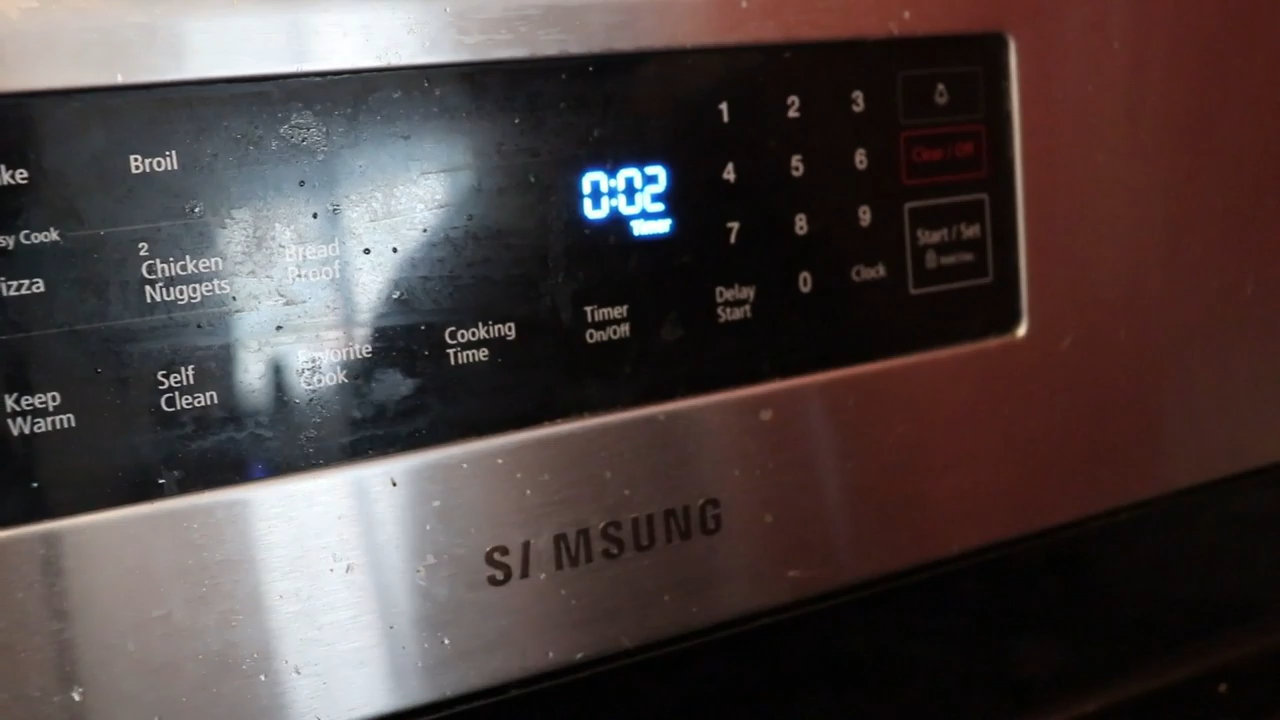 ke
Broil
sy Cook
izza
2
Chicken
Nuggets
Bread
Proof
Keep
Warm
Self
Clean
Favorite
Cook
Cooking
Time
0:02
Timer
Timer
On/Off
1 2 3
4 5 6
7 8 9
Delay
Start
0
Clock
Clear / Off
Start / Set
S/ MSUNG